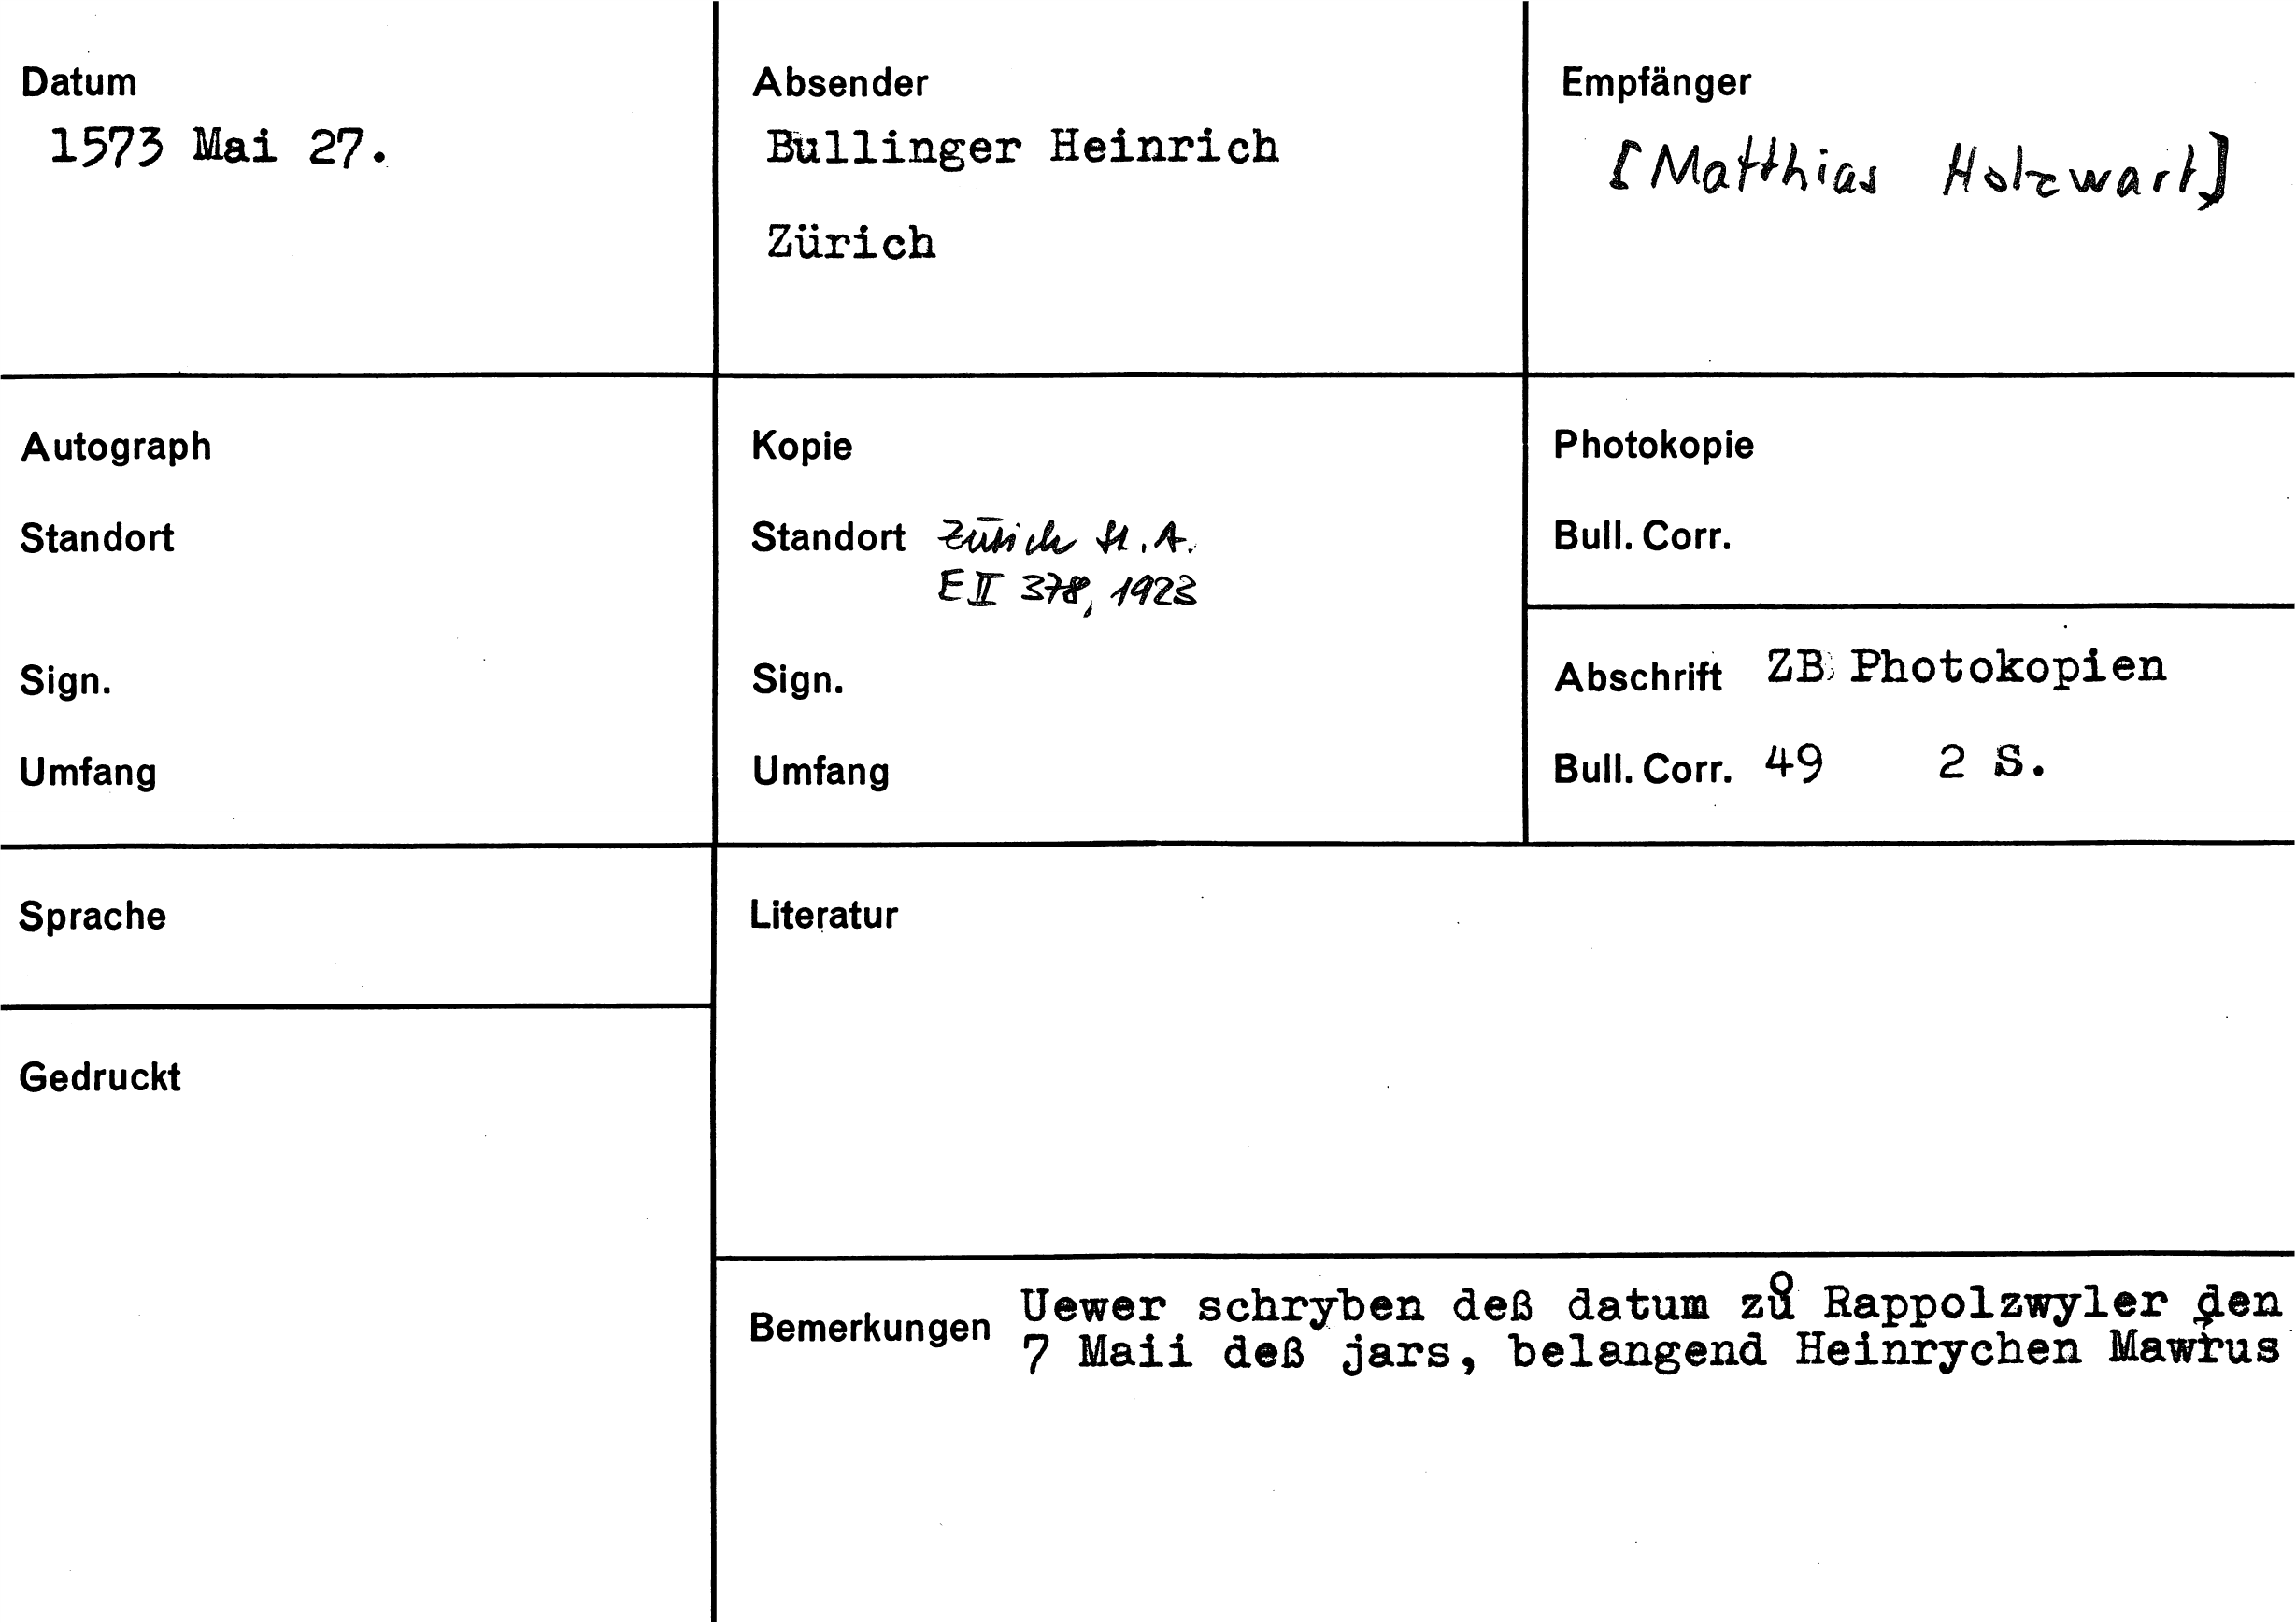 Datum
1573 Mai 27.
Absender
Bullinger Heinrich
Zürich
Empfänger
[Matthias Holzwart]
Autograph
Standort
Sign.
Umfang
Kopie
Standort Zürich St. A.
E II 378, 1923
Sign.
Umfang
Photokopie
Bull. Corr.
Abschrift ZB Photokopien
Bull. Corr. 49 2 S.
Sprache
Gedruckt
Literatur
Bemerkungen Uewer schryben deß datum zů Rappolzwyler den
7 Maii deß jars, belangend Heinrychen Mawrus